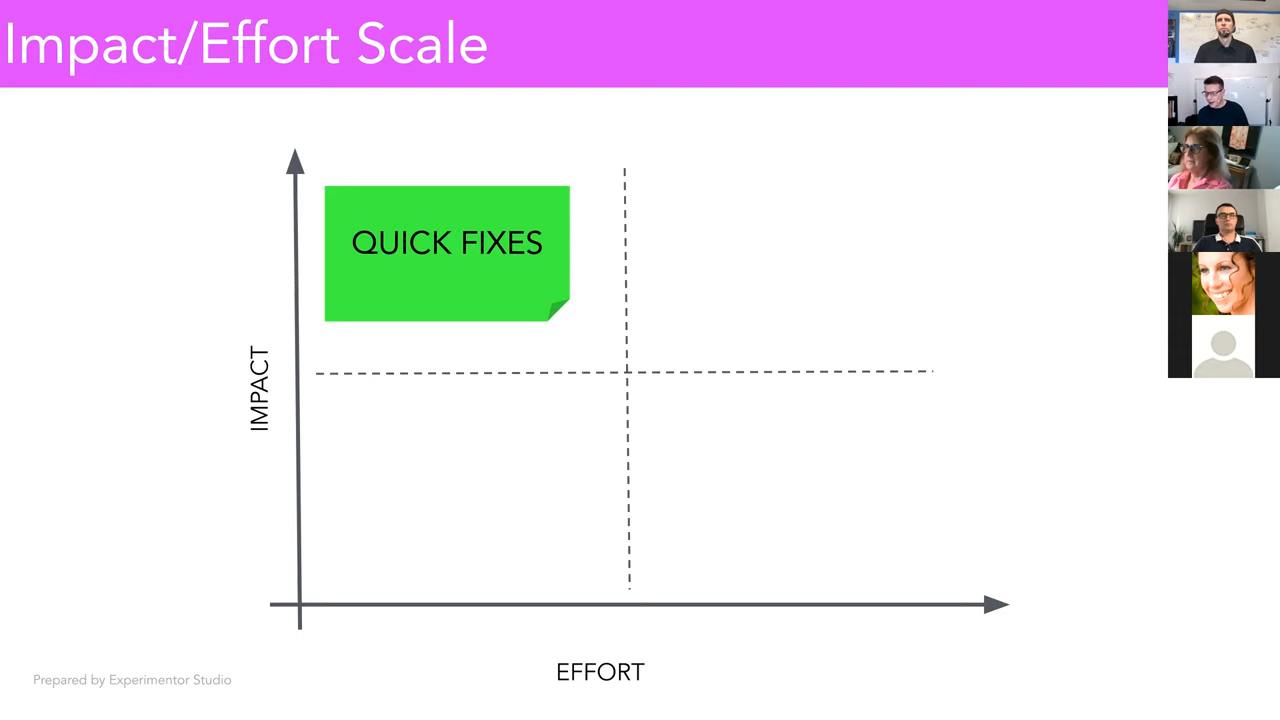 Impact/Effort Scale
QUICK FIXES
IMPACT
EFFORT
Prepared by Experimentor Studio